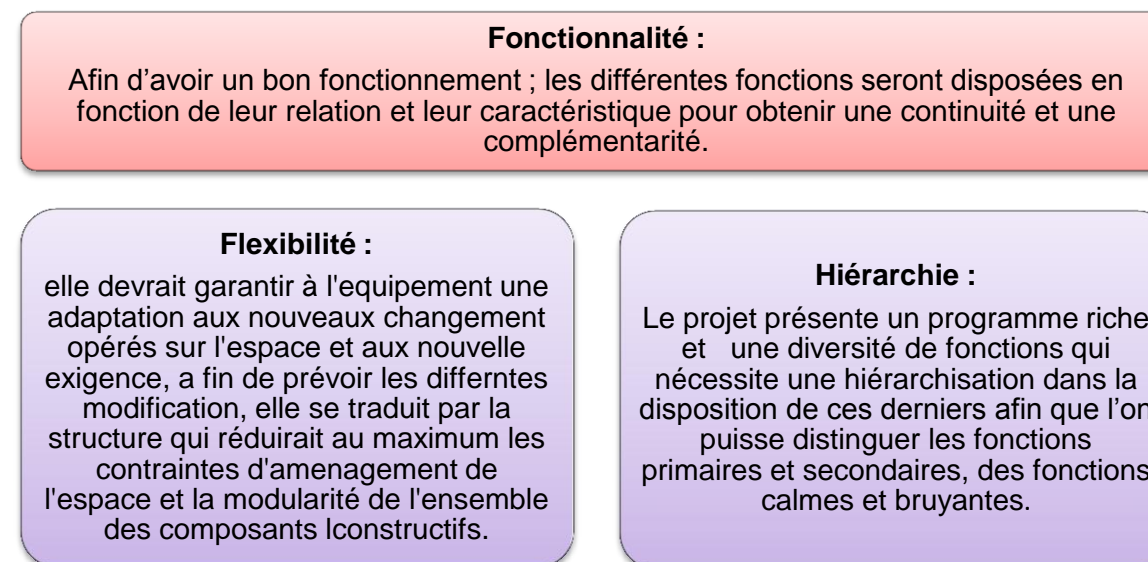 Fonctionnalité :
Afin d’avoir un bon fonctionnement ; les différentes fonctions seront disposées en
fonction de leur relation et leur caractéristique pour obtenir une continuité et une
complémentarité.
Flexibilité :
elle devrait garantir à l'equipement une
adaptation aux nouveaux changement
opérés sur l'espace et aux nouvelle
exigence, a fin de prévoir les differntes
modification, elle se traduit par la
structure qui réduirait au maximum les
contraintes d'amenagement de
l'espace et la modularité de l'ensemble
des composants lconstructifs.
Hiérarchie :
Le projet présente un programme riche
et une diversité de fonctions qui
nécessite une hiérarchisation dans la
disposition de ces derniers afin que l’on
puisse distinguer les fonctions
primaires et secondaires, des fonctions
calmes et bruyantes.